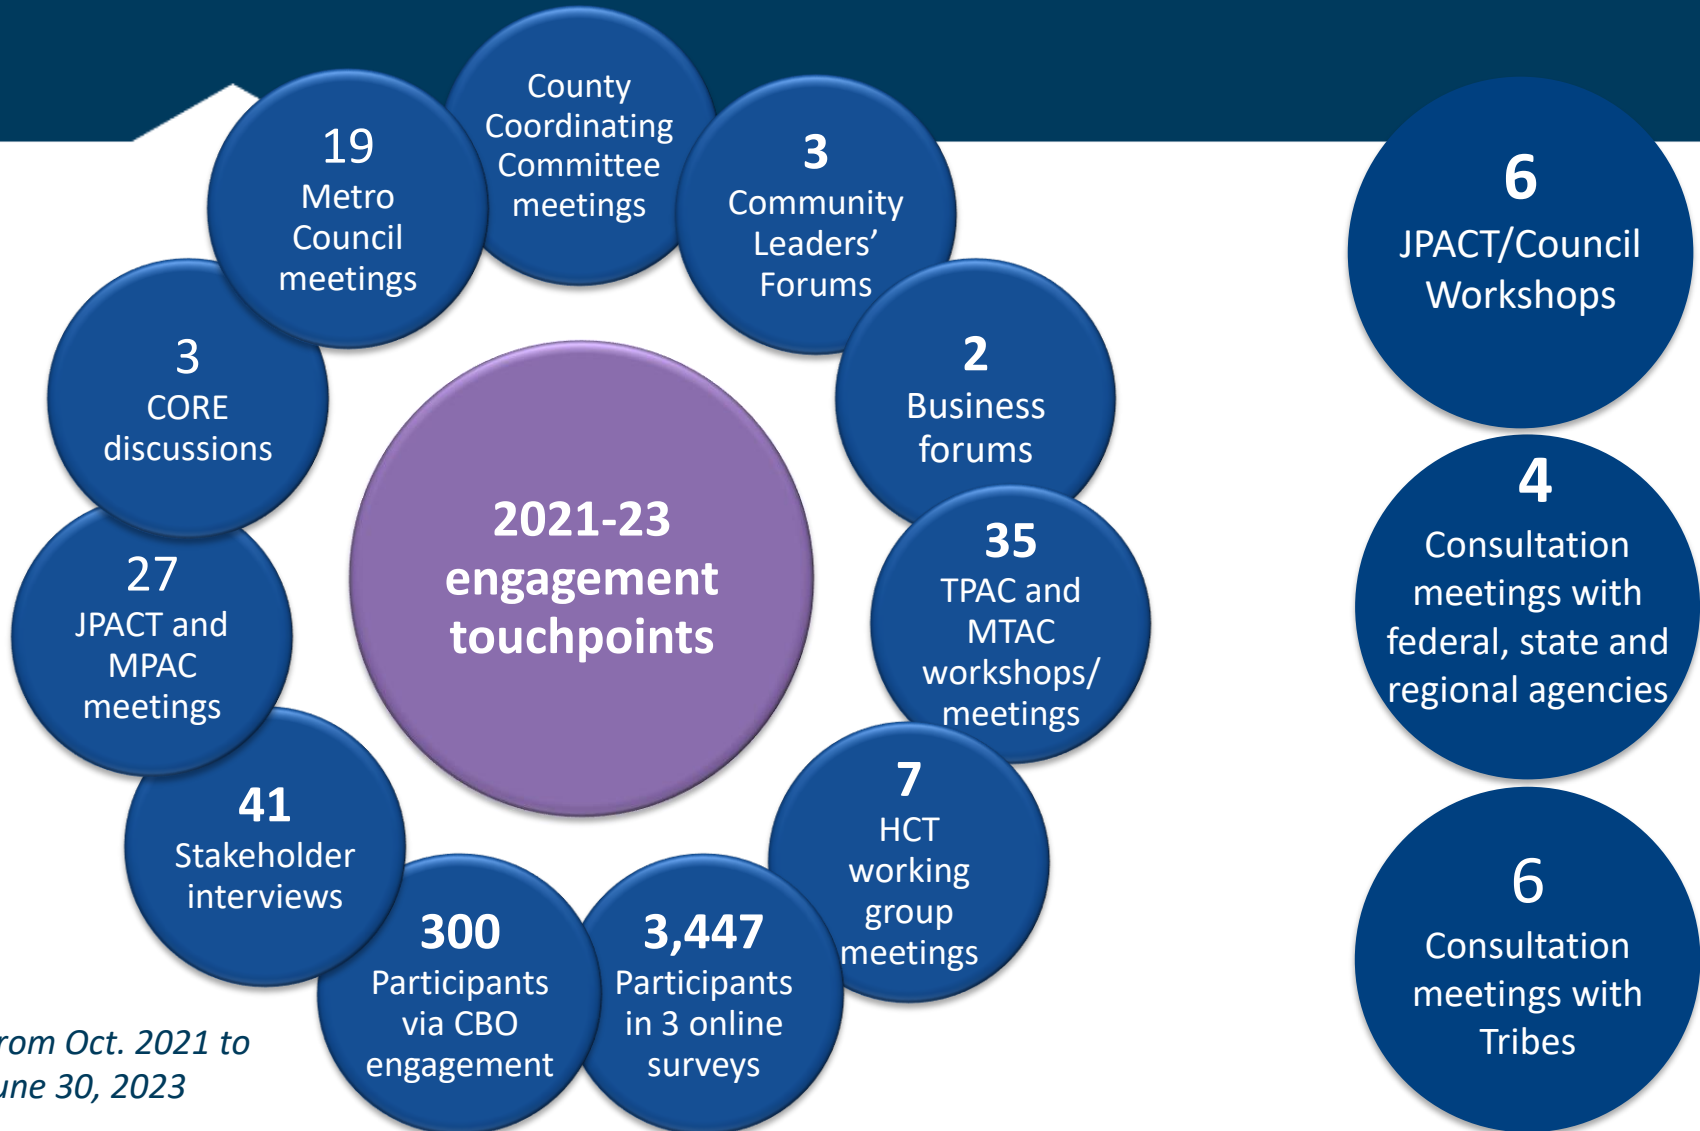 County
Coordinating
Committee
meetings
3
Community
Leaders’
Forums
2
Business
forums
35
TPAC and
MTAC
workshops/
meetings
7
HCT
working
group
meetings
3,447
Participants
in 3 online
surveys
300
Participants
via CBO
engagement
41
Stakeholder
interviews
27
JPACT and
MPAC
meetings
3
CORE
discussions
19
Metro
Council
meetings
2021-23
engagement
touchpoints
6
JPACT/Council
Workshops
4
Consultation
meetings with
federal, state and
regional agencies
6
Consultation
meetings with
Tribes
rom Oct. 2021 to
une 30, 2023